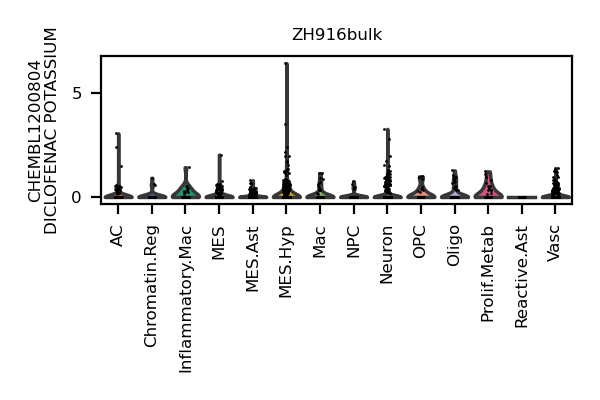 ZH916bulk
CHEMBL1200804
DICLOFENAC POTASSIUM
5
0
AC
Chromatin.Reg
Inflammatory.Mac
MES
MES.Ast
MES.Hyp
Mac
NPC
Neuron
OPC
Oligo
Prolif.Metab
Reactive.Ast
Vasc